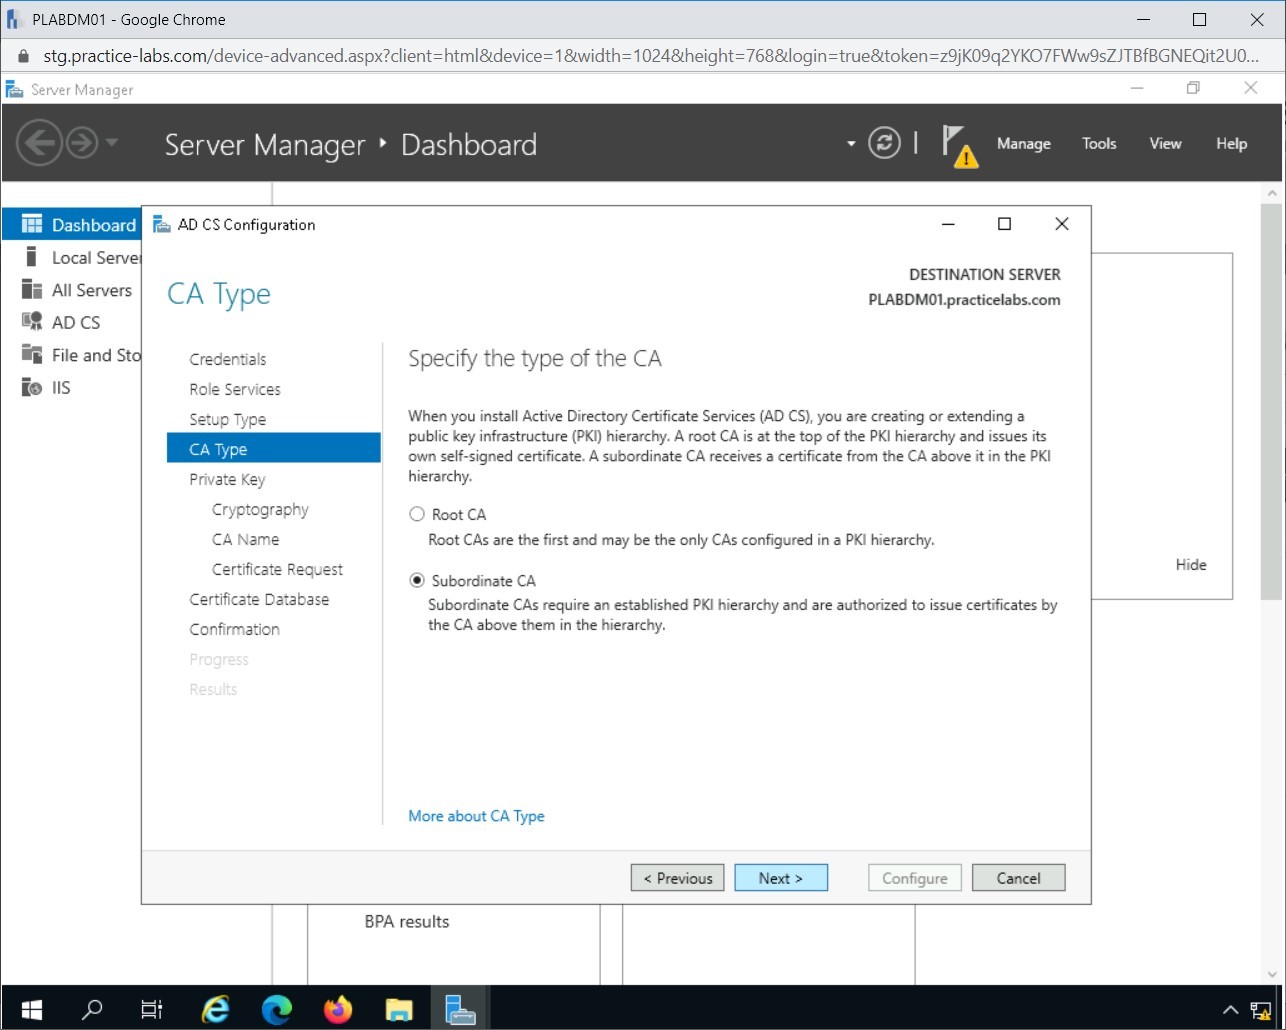 PLABDM01 - Google Chrome
stg.practice-labs.com/device-advanced.aspx?client=html&device=1&width=1024&height=768&login=true&token=z9jK09q2YKO7FWw9sZJTBfBGNEQit2U0...
Server Manager
Server Manager ‣ Dashboard
Manage Tools View Help
Dashboard
Local Server
All Servers
AD CS
File and Sto
IIS
AD CS Configuration
CA Type
DESTINATION SERVER
PLABDM01.practicelabs.com
Credentials
Role Services
Setup Type
CA Type
Private Key
Cryptography
CA Name
Certificate Request
Certificate Database
Confirmation
Progress
Results
Specify the type of the CA
When you install Active Directory Certificate Services (AD CS), you are creating or extending a
public key infrastructure (PKI) hierarchy. A root CA is at the top of the PKI hierarchy and issues its
own self-signed certificate. A subordinate CA receives a certificate from the CA above it in the PKI
hierarchy.
Root CA
Root CAs are the first and may be the only CAs configured in a PKI hierarchy.
Subordinate CA
Subordinate CAs require an established PKI hierarchy and are authorized to issue certificates by
the CA above them in the hierarchy.
More about CA Type
< Previous
Next >
Configure
Cancel
Hide
BPA results